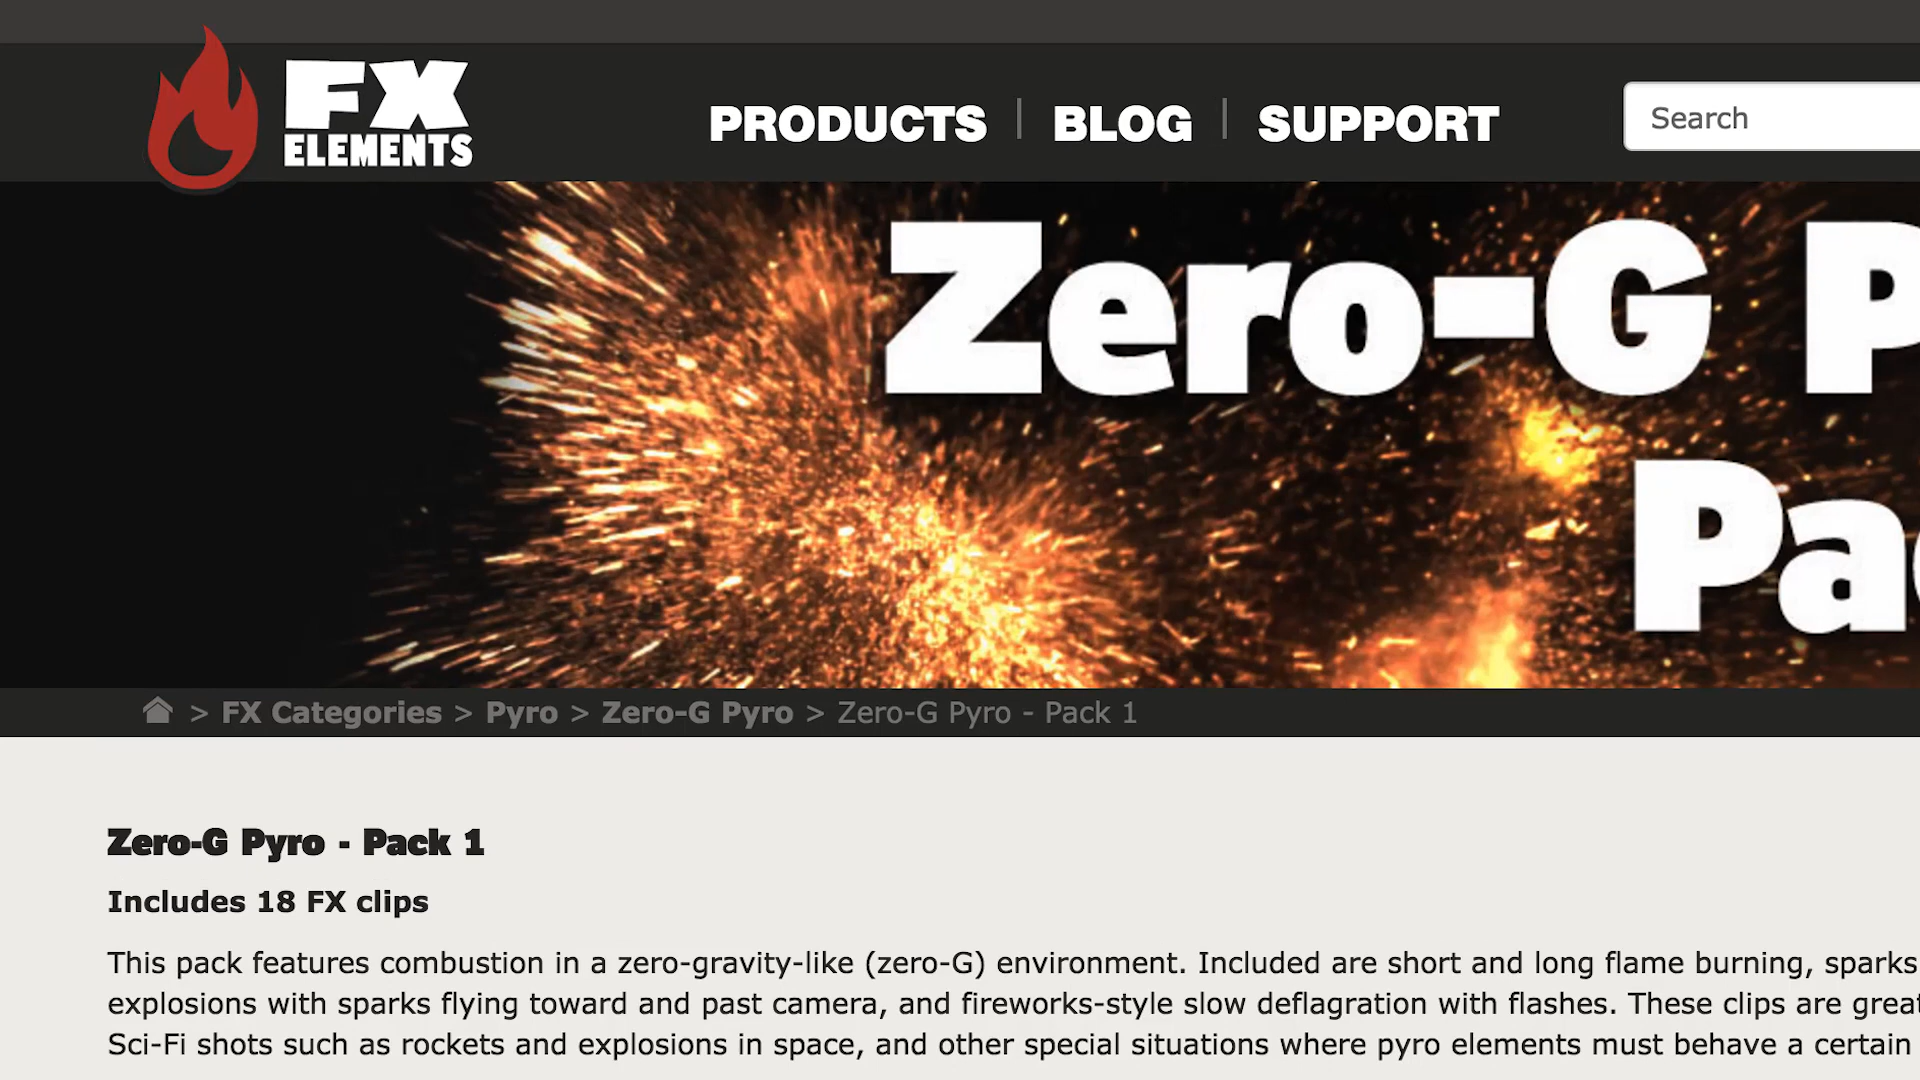 FX
ELEMENTS
PRODUCTS | BLOG | SUPPORT
Search
Zero-G P
Pa
> FX Categories > Pyro > Zero-G Pyro > Zero-G Pyro - Pack 1
Zero-G Pyro - Pack 1
Includes 18 FX clips
This pack features combustion in a zero-gravity-like (zero-G) environment. Included are short and long flame burning, sparks
explosions with sparks flying toward and past camera, and fireworks-style slow deflagration with flashes. These clips are great
Sci-Fi shots such as rockets and explosions in space, and other special situations where pyro elements must behave a certain